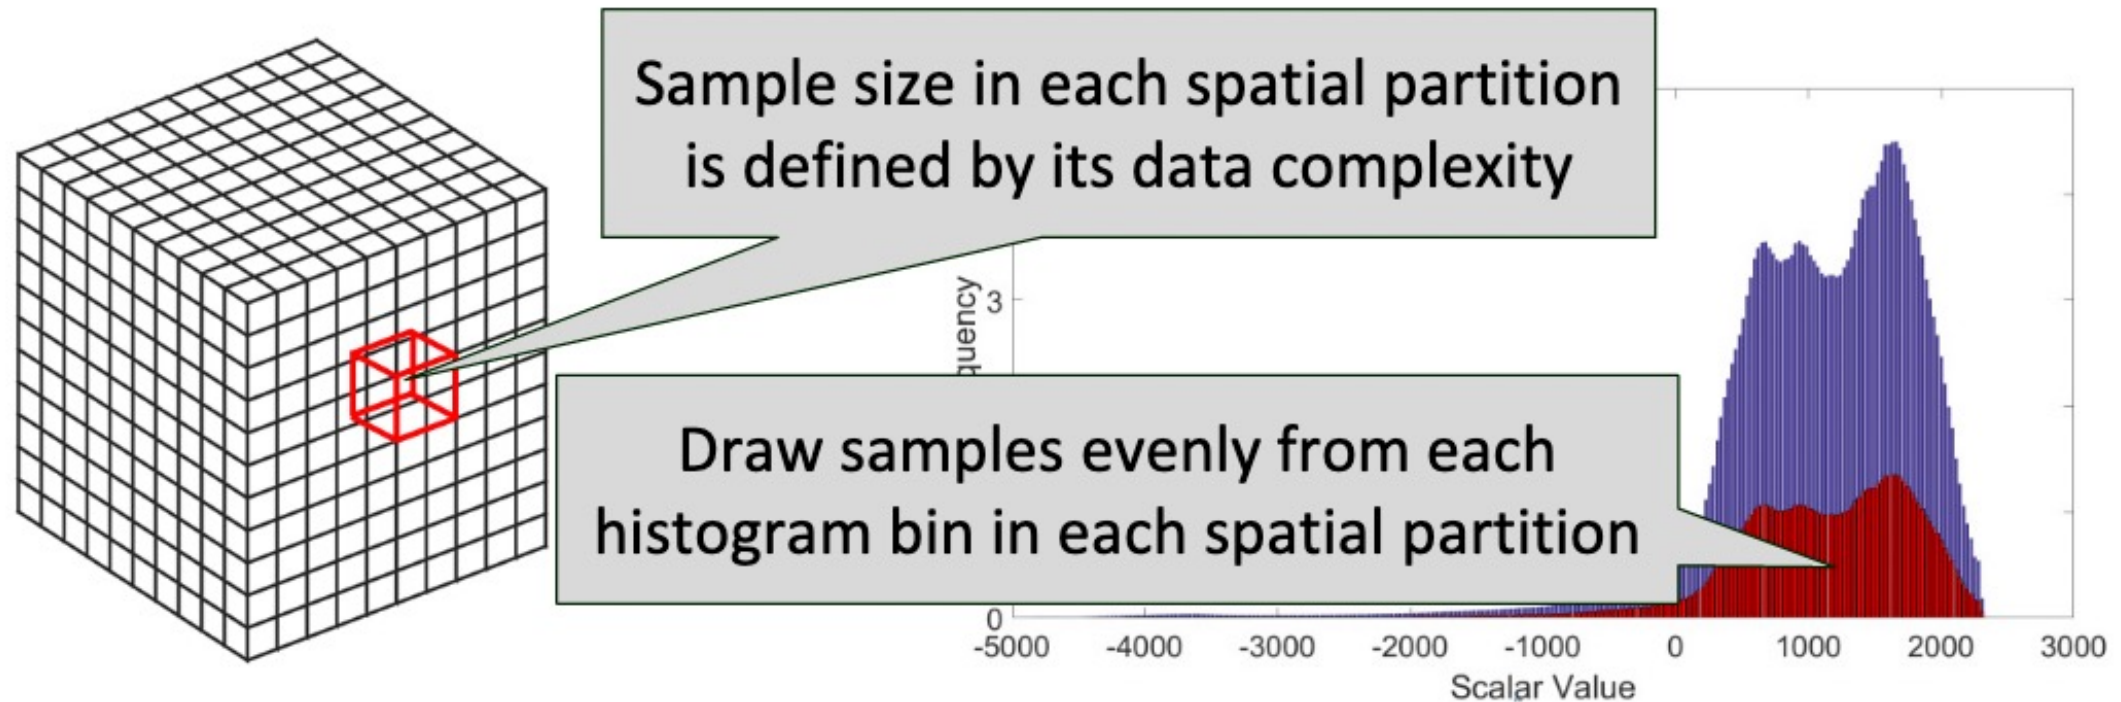 Sample size in each spatial partition
is defined by its data complexity
Draw samples evenly from each
histogram bin in each spatial partition
quency
3
0
-5000 -4000 -3000 -2000 -1000 0 1000 2000 3000
Scalar Value